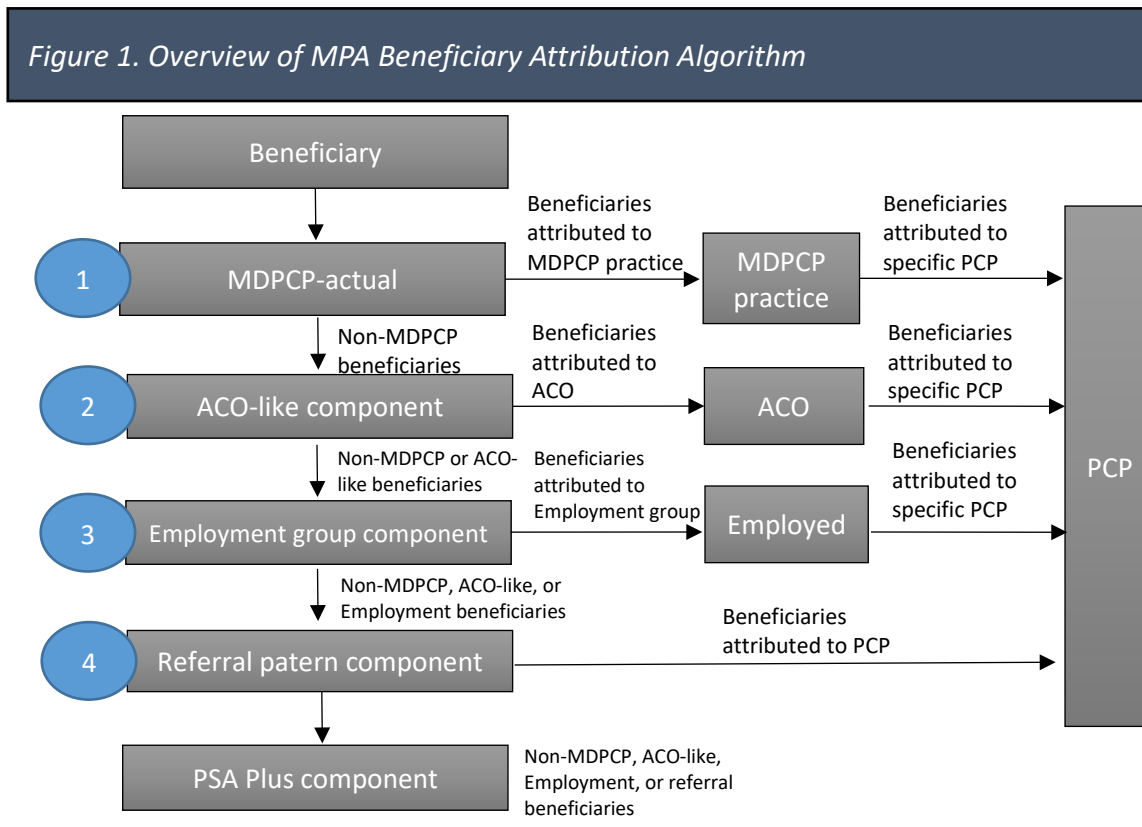 Figure 1. Overview of MPA Beneficiary Attribution Algorithm
Beneficiary
1
MDPCP-actual
Beneficiaries
attributed to
MDPCP practice
MDPCP
practice
Beneficiaries
attributed to
specific PCP
Non-MDPCP
beneficiaries
2
ACO-like component
Beneficiaries
attributed to
ACO
ACO
Beneficiaries
attributed to
specific PCP
Non-MDPCP or ACO-
like beneficiaries
3
Employment group component
Beneficiaries
attributed to
Employment group
Employed
Beneficiaries
attributed to
specific PCP
PCP
Non-MDPCP, ACO-like, or
Employment beneficiaries
4
Referral patern component
Beneficiaries
attributed to PCP
PSA Plus component
Non-MDPCP, ACO-like,
Employment, or referral
beneficiaries